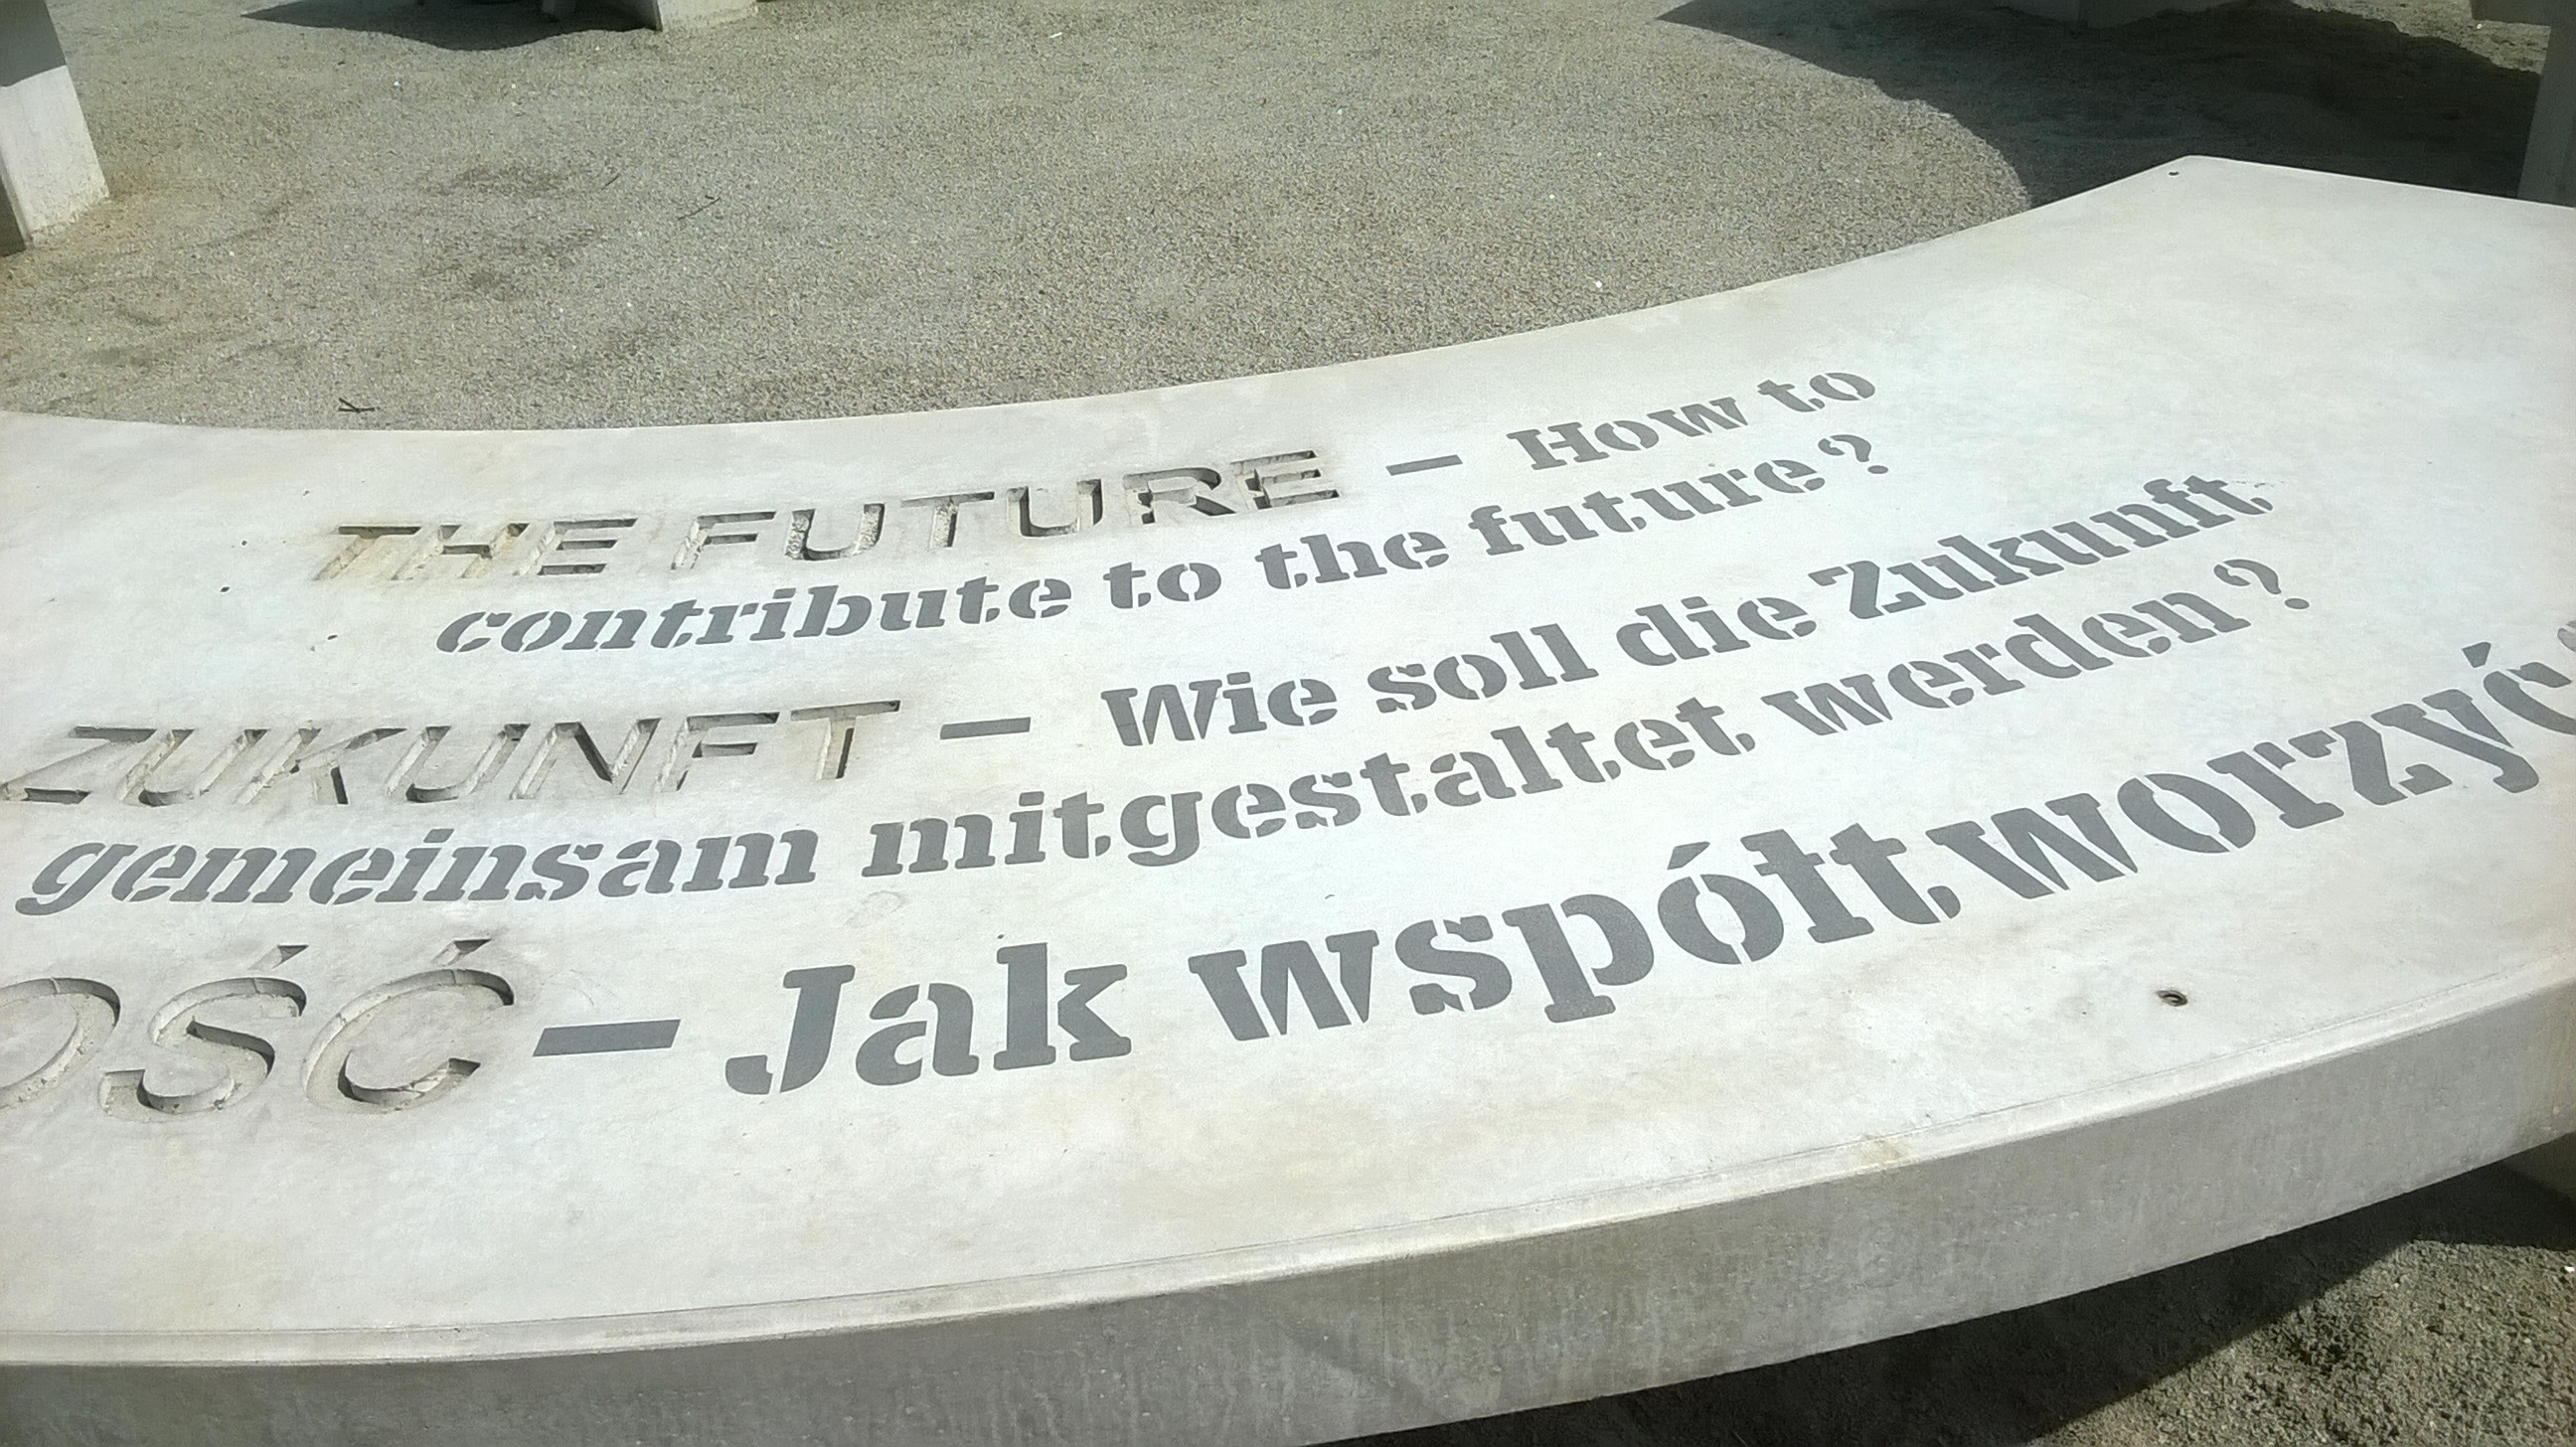 THE FUTURE – How to
contribute to the future?
ZUKUNFT – Wie soll die Zukunft
gemeinsam mitgestaltet werden?
OŚĆ – Jak współtworzyć